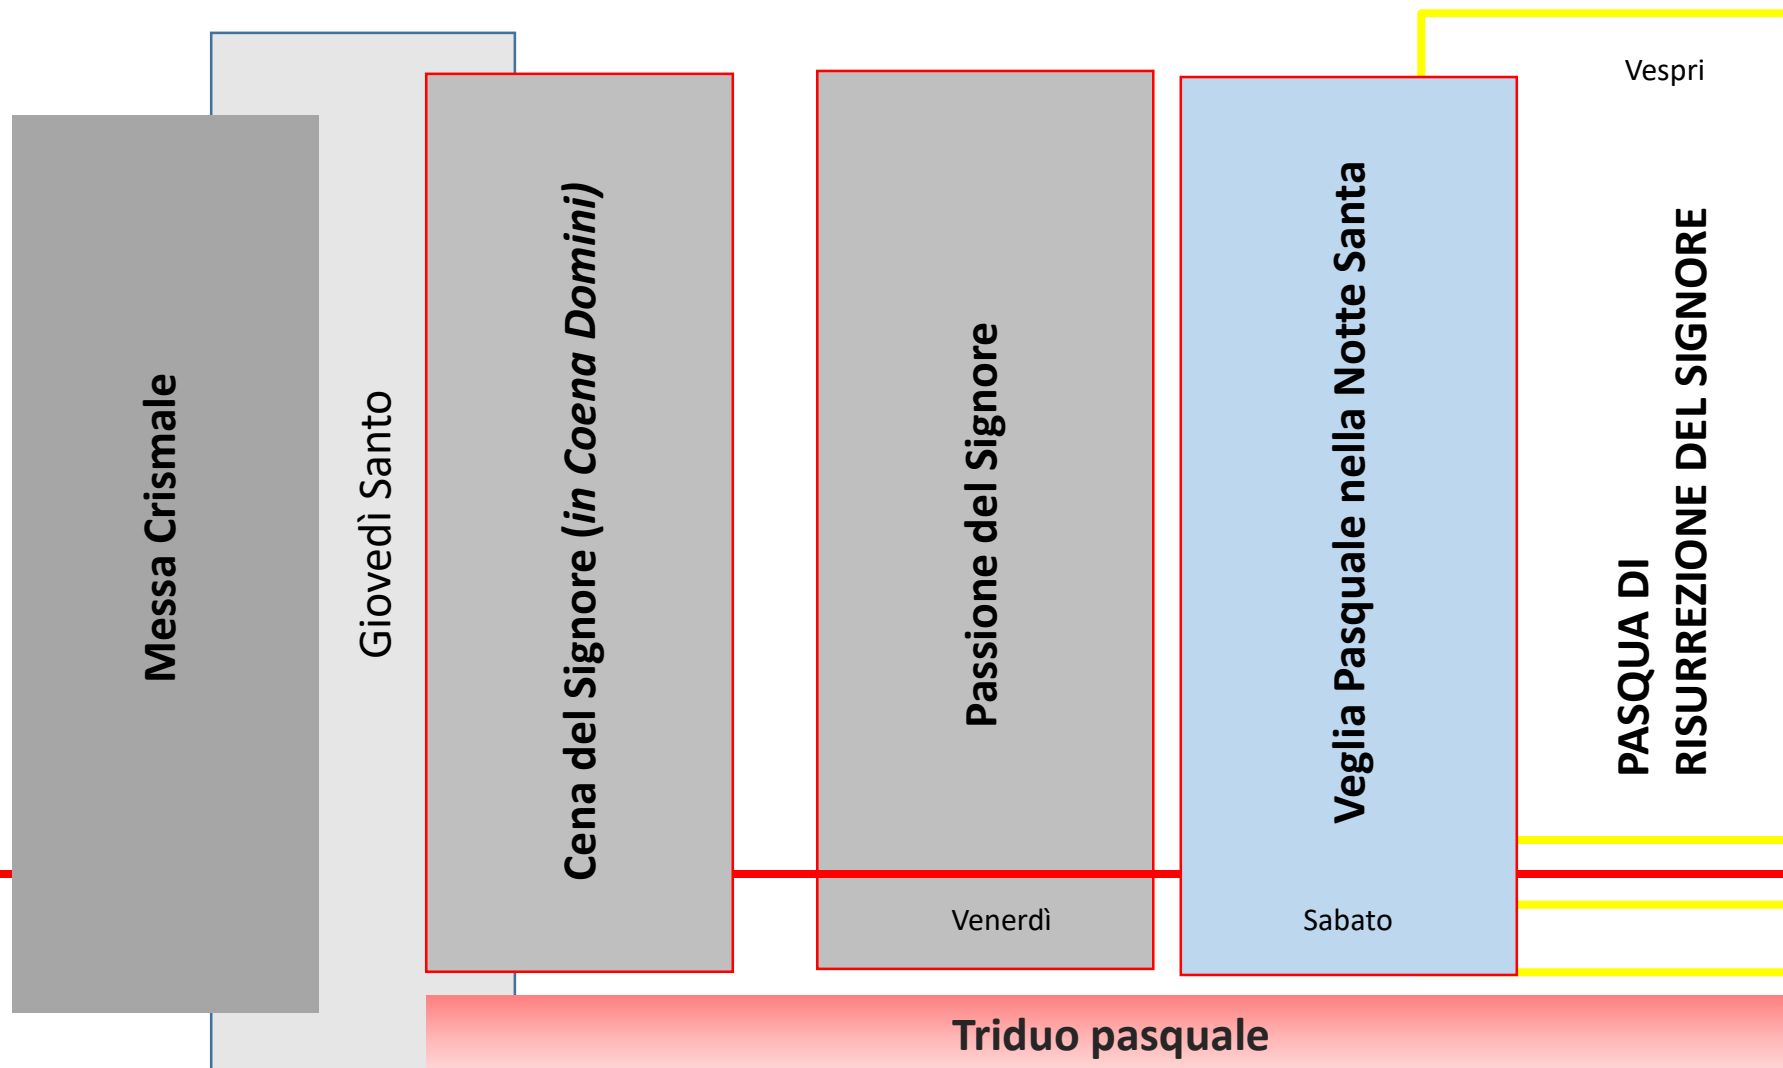 Messa Crismale
Giovedì Santo
Cena del Signore (in Coena Domini)
Passione del Signore
Venerdì
Veglia Pasquale nella Notte Santa
Sabato
Vespri
PASQUA DI
RISURREZIONE DEL SIGNORE
Triduo pasquale